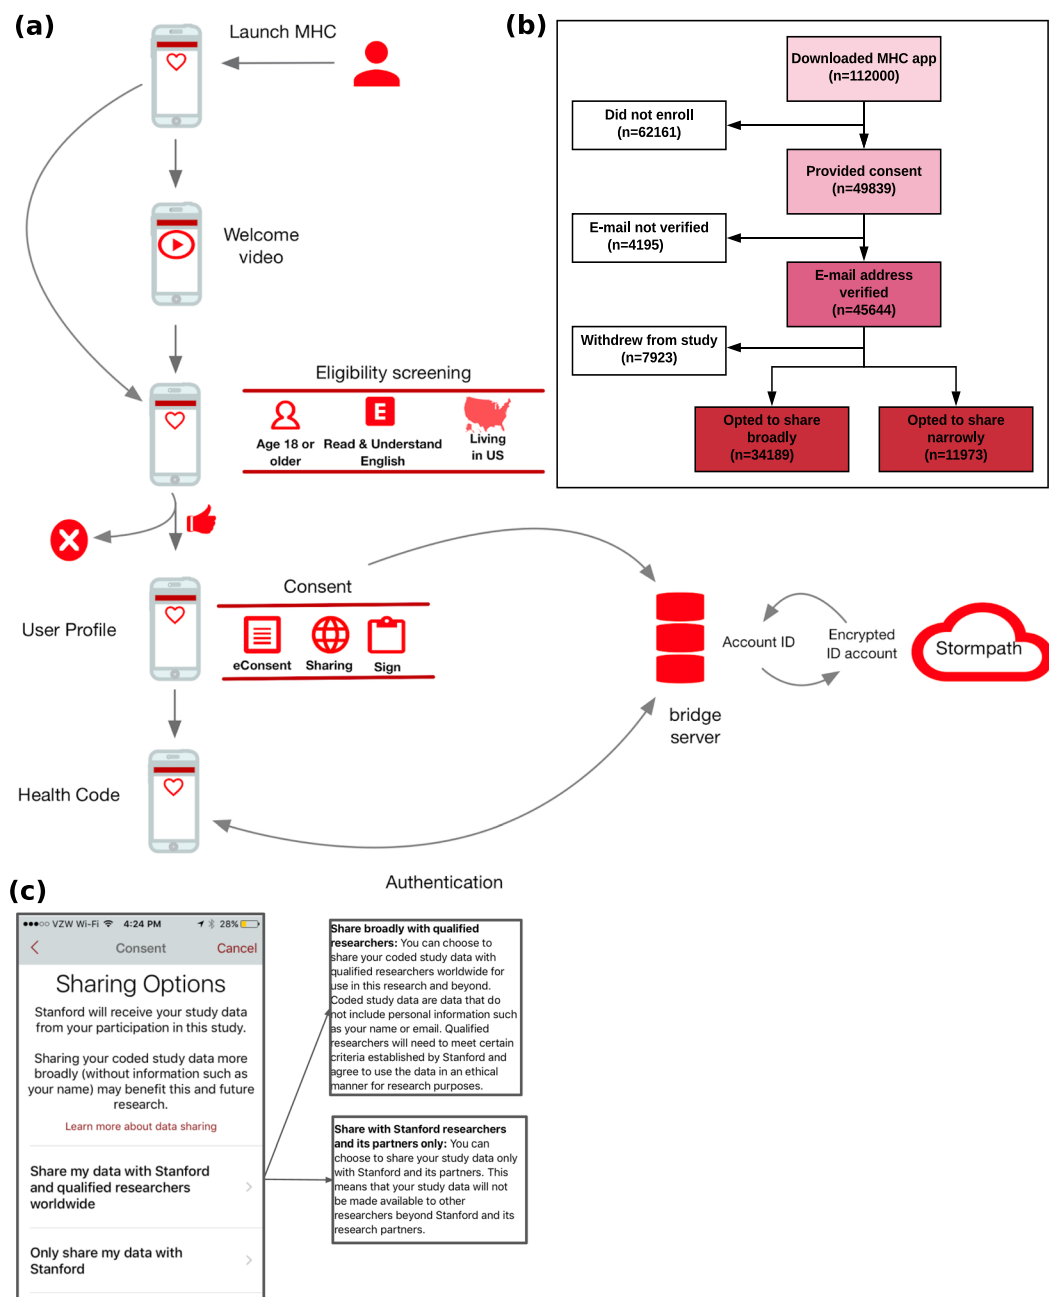 (a)
Launch MHC
Welcome
video
Eligibility screening
E
Age 18 or
older
Read & Understand
English
Living
in US
User Profile
Consent
eConsent
Sharing
Sign
Health Code
bridge
server
Account ID
Encrypted
ID account
Stormpath
Authentication
(b)
Downloaded MHC app
(n=112000)
Did not enroll
(n=62161)
Provided consent
(n=49839)
E-mail not verified
(n=4195)
E-mail address
verified
(n=45644)
Withdrew from study
(n=7923)
Opted to share
broadly
(n=34189)
Opted to share
narrowly
(n=11973)
(c)
VZW Wi-Fi 4:24 PM 28%
Consent
Cancel
Sharing Options
Stanford will receive your study data
from your participation in this study.
Sharing your coded study data more
broadly (without information such as
your name) may benefit this and future
research.
Learn more about data sharing
Share my data with Stanford
and qualified researchers
worldwide
Only share my data with
Stanford
Share broadly with qualified
researchers: You can choose to
share your coded study data with
qualified researchers worldwide for
use in this research and beyond.
Coded study data are data that do
not include personal information such
as your name or email. Qualified
researchers will need to meet certain
criteria established by Stanford and
agree to use the data in an ethical
manner for research purposes.
Share with Stanford researchers
and its partners only: You can
choose to share your study data only
with Stanford and its partners. This
means that your study data will not
be made available to other
researchers beyond Stanford and its
research partners.